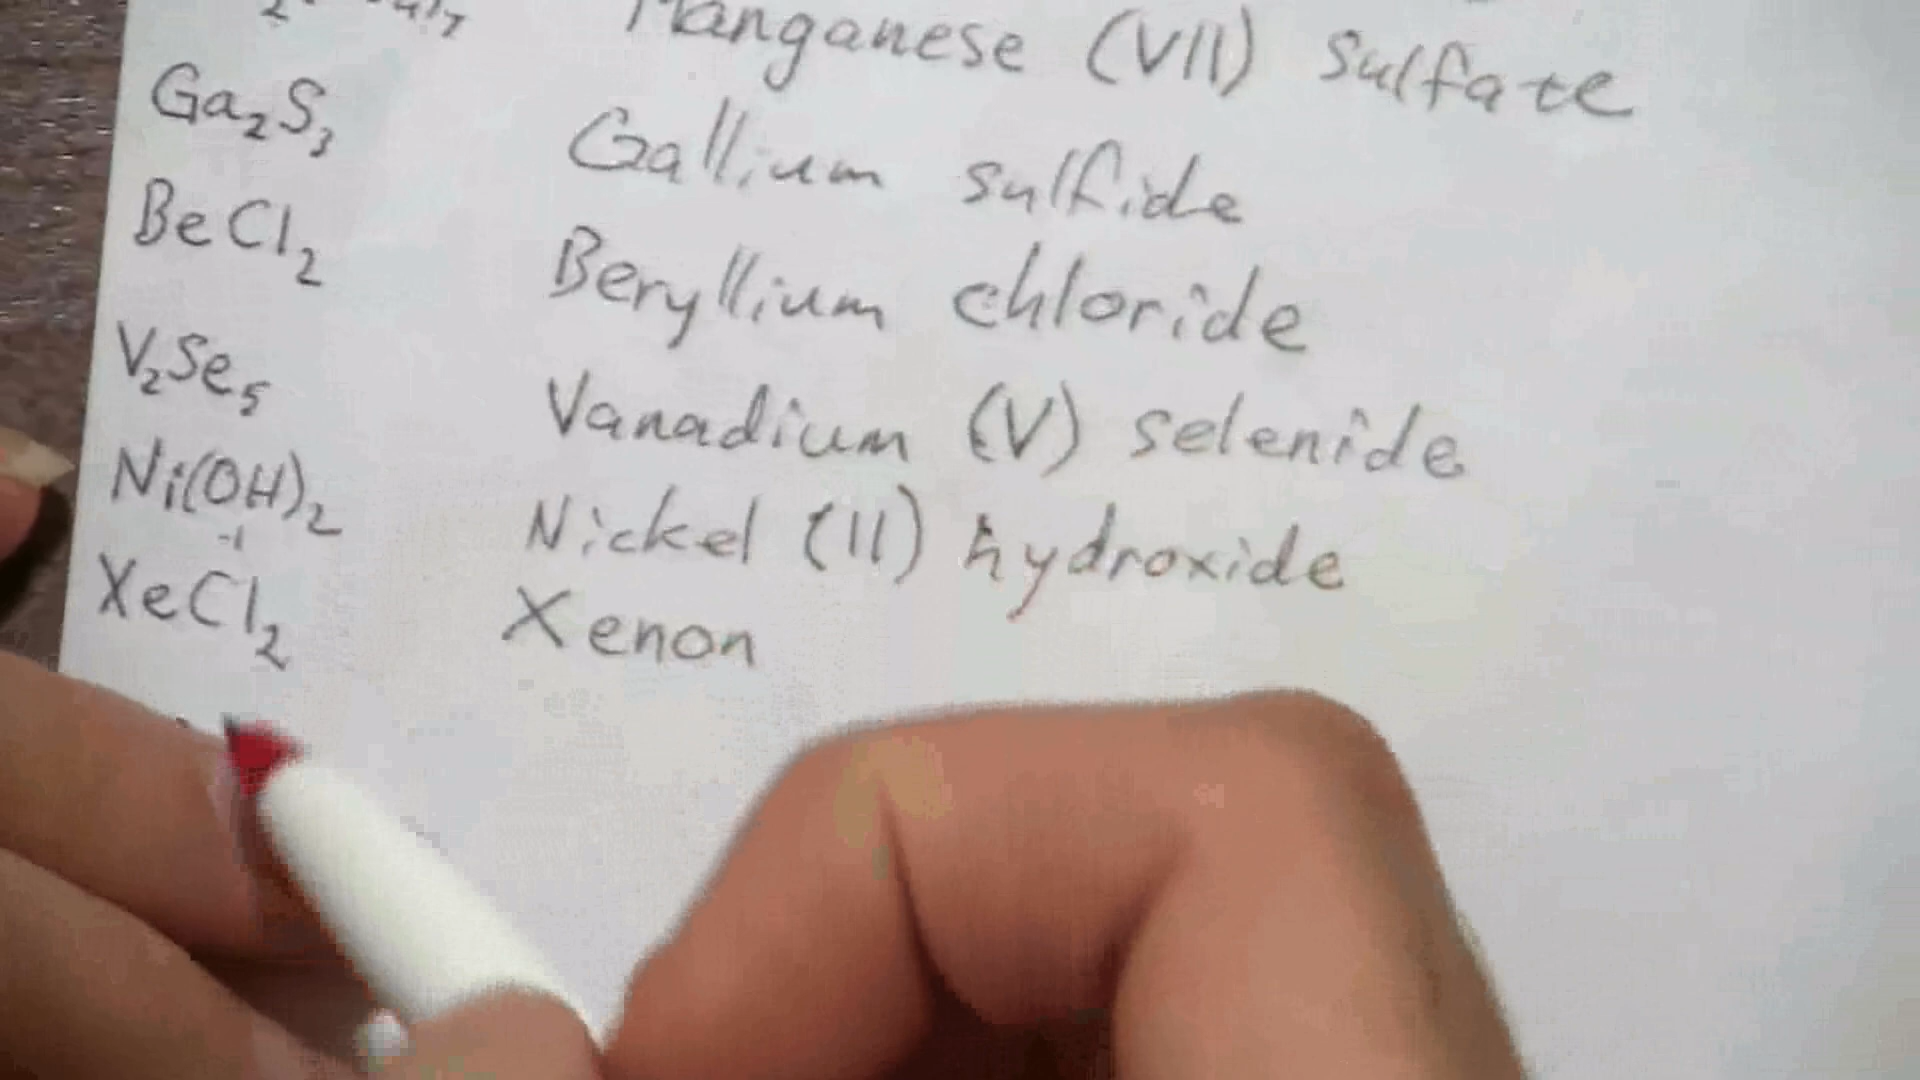 Manganese (VII) sulfate
Ga₂S₃ Gallium sulfide
BeCl₂ Beryllium chloride
V₂Se₅ Vanadium (V) selenide
Ni(OH)₂ Nickel (II) hydroxide
-1
XeCl₂ Xenon